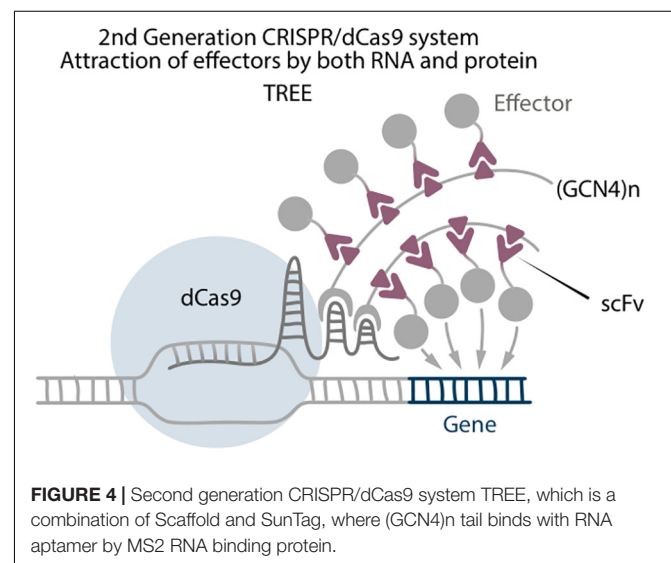 2nd Generation CRISPR/dCas9 system
Attraction of effectors by both RNA and protein
TREE
Effector
(GCN4)n
dCas9
scFv
Gene
FIGURE 4 | Second generation CRISPR/dCas9 system TREE, which is a
combination of Scaffold and SunTag, where (GCN4)n tail binds with RNA
aptamer by MS2 RNA binding protein.